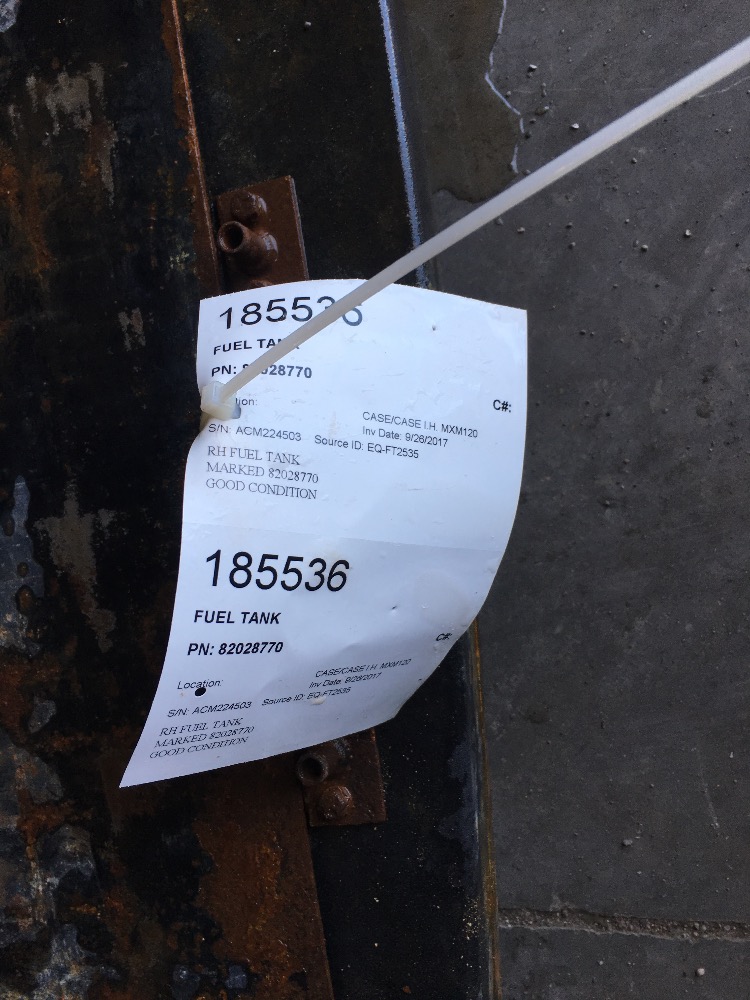 185536
FUEL TANK
PN: 82028770
C#:
CASE/CASE I.H. MXM120
Inv Date: 9/26/2017
S/N: ACM224503 Source ID: EQ-FT2535
RH FUEL TANK
MARKED 82028770
GOOD CONDITION
185536
FUEL TANK
PN: 82028770
C#:
Location:
CASE/CASE I.H. MXM120
Inv Date: 9/26/2017
S/N: ACM224503 Source ID: EQ-FT2535
RH FUEL TANK
MARKED 82028770
GOOD CONDITION